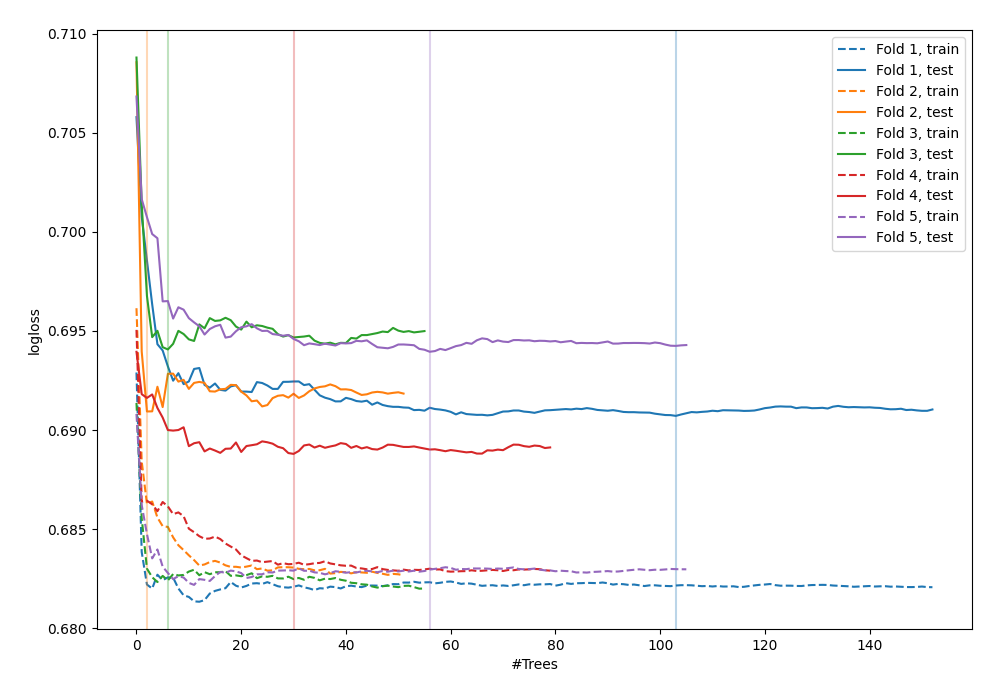 0.710
0.705
0.700
0.695
0.690
0.685
0.680
logloss
0
20
40
60
80
100
120
140
#Trees
Fold 1, train
Fold 1, test
Fold 2, train
Fold 2, test
Fold 3, train
Fold 3, test
Fold 4, train
Fold 4, test
Fold 5, train
Fold 5, test